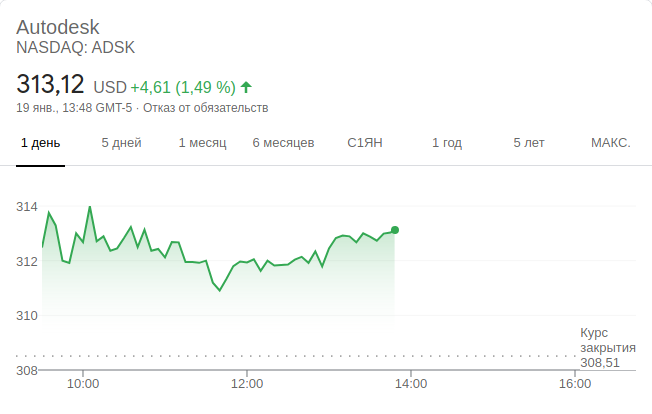 Autodesk
NASDAQ: ADSK
313,12 USD +4,61 (1,49 %)
19 янв., 13:48 GMT-5 · Отказ от обязательств
1 день 5 дней 1 месяц 6 месяцев С1ЯН 1 год 5 лет МАКС.
314
312
310
Курс
закрытия
308,51
308
10:00 12:00 14:00 16:00